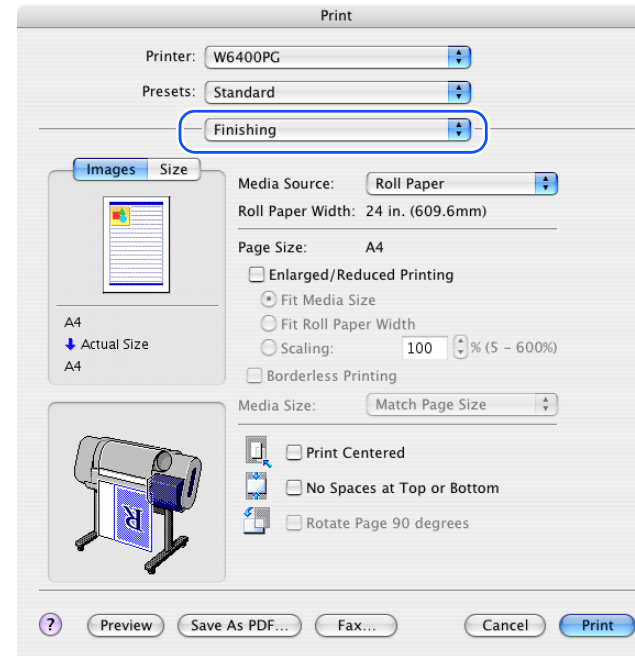 Print
Printer: W6400PG
Presets: Standard
Finishing
Images Size
A4
Actual Size
A4
Media Source: Roll Paper
Roll Paper Width: 24 in. (609.6mm)
Page Size: A4
Enlarged/Reduced Printing
Fit Media Size
Fit Roll Paper Width
Scaling: 100 % (5 – 600%)
Borderless Printing
Media Size: Match Page Size
R
Print Centered
No Spaces at Top or Bottom
Rotate Page 90 degrees
? Preview Save As PDF... Fax... Cancel Print